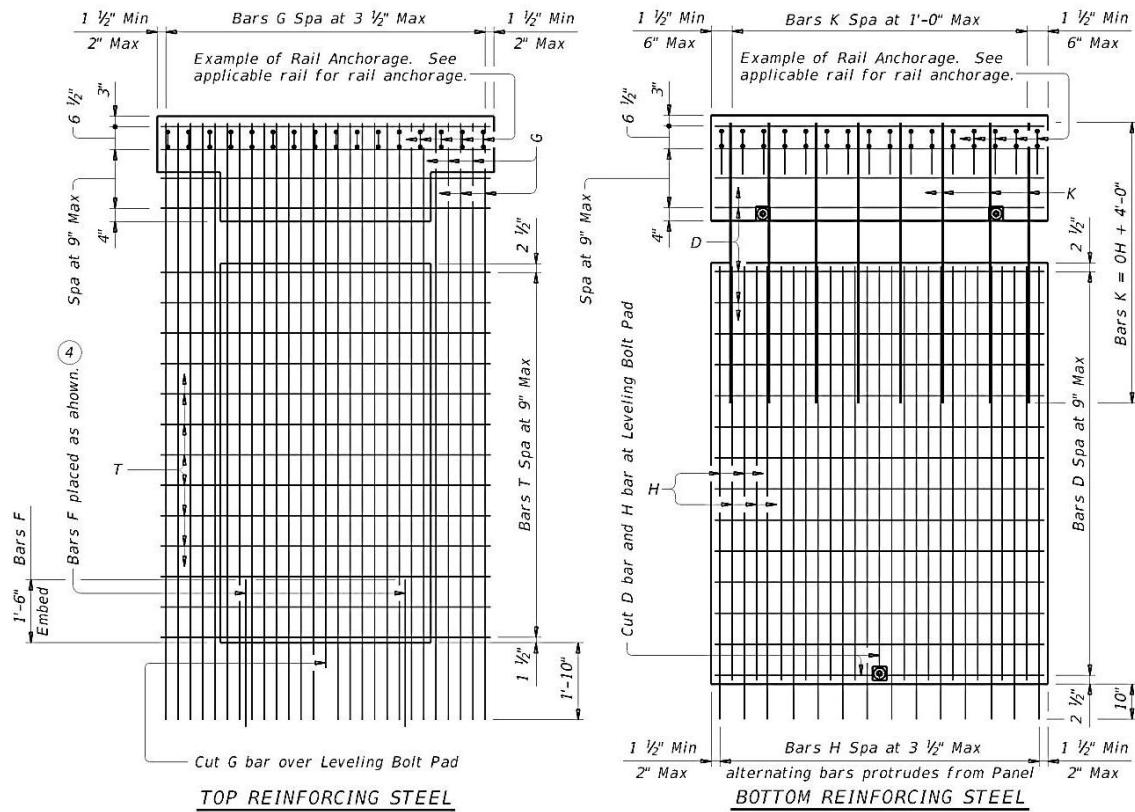 1 ½" Min
2" Max
Bars G Spa at 3 ½" Max
1 ½" Min
2" Max
Example of Rail Anchorage. See
applicable rail for rail anchorage.
3"
6 ½"
Spa at 9" Max
4"
G
2 ½"
Bars T Spa at 9" Max
4
Bars F placed as ahown.
T
Bars F
1'-6"
Embed
1 ½"
1'-10"
Cut G bar over Leveling Bolt Pad
TOP REINFORCING STEEL
1 ½" Min
6" Max
Bars K Spa at 1'-0" Max
1 ½" Min
6" Max
Example of Rail Anchorage. See
applicable rail for rail anchorage.
3"
6 ½"
Spa at 9" Max
4"
K
D
2 ½"
Bars K = OH + 4'-0"
Bars D Spa at 9" Max
H
Cut D bar and H bar at Leveling Bolt Pad
2 ½"
10"
1 ½" Min
2" Max
Bars H Spa at 3 ½" Max
alternating bars protrudes from Panel
1 ½" Min
2" Max
BOTTOM REINFORCING STEEL